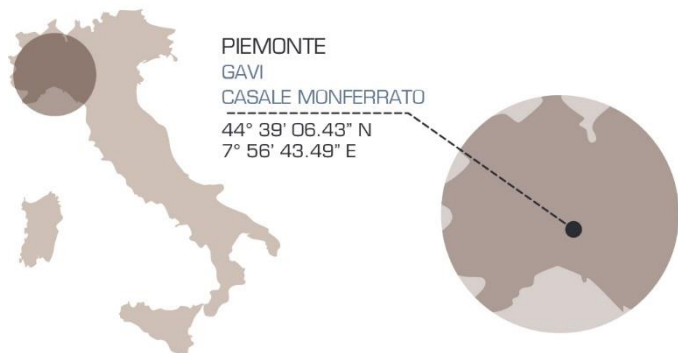 PIEMONTE
GAVI
CASALE MONFERRATO
44° 39’ 06.43” N
7° 56’ 43.49” E